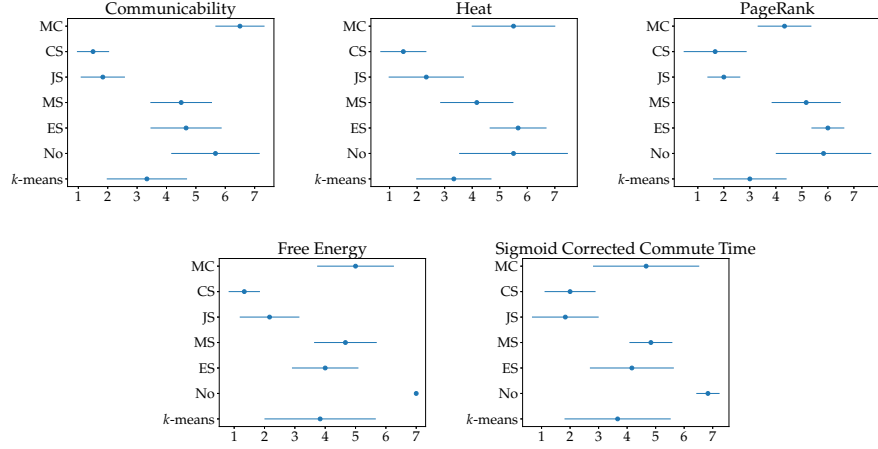 Communicability
MC
CS
JS
MS
ES
No
k-means
1 2 3 4 5 6 7
Heat
MC
CS
JS
MS
ES
No
k-means
1 2 3 4 5 6 7
PageRank
MC
CS
JS
MS
ES
No
k-means
1 2 3 4 5 6 7
Free Energy
MC
CS
JS
MS
ES
No
k-means
1 2 3 4 5 6 7
Sigmoid Corrected Commute Time
MC
CS
JS
MS
ES
No
k-means
1 2 3 4 5 6 7